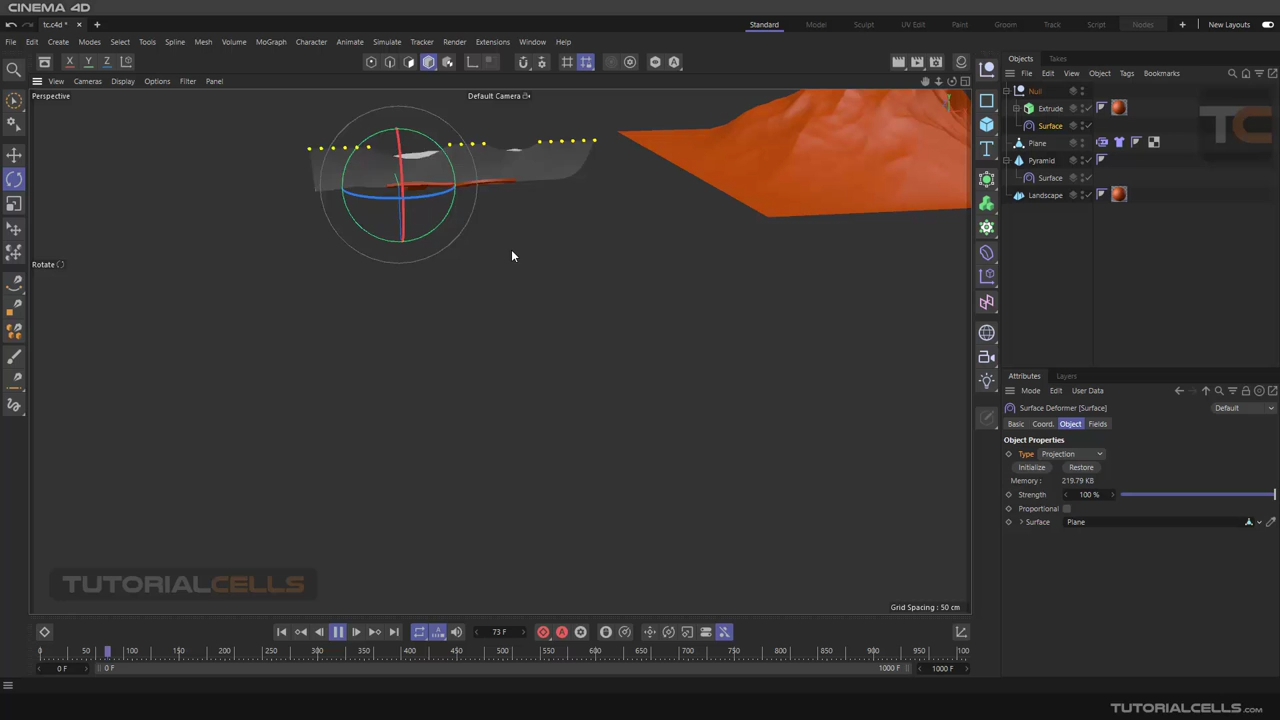 CINEMA 4D
tc.c4d * × +
Standard Model Sculpt UV Edit Paint Groom Track Script Nodes + New Layouts
File Edit Create Modes Select Tools Spline Mesh Volume MoGraph Character Animate Simulate Tracker Render Extensions Window Help
X Y Z
View Cameras Display Options Filter Panel
Perspective
Default Camera
Rotate
Grid Spacing : 50 cm
TUTORIALCELLS
Objects Takes
File Edit View Object Tags Bookmarks
Null
Extrude
Surface
Plane
Pyramid
Surface
Landscape
TC
Attributes Layers
Mode Edit User Data
Surface Deformer [Surface] Default
Basic Coord. Object Fields
Object Properties
Type Projection
Initialize Restore
Memory : 219.79 KB
Strength 100 %
Proportional
Surface Plane
73 F
0 50 100 150 200 250 300 350 400 450 500 550 600 650 700 750 800 850 900 950 100
0 F 0 F 1000 F 1000 F
TUTORIALCELLS.com